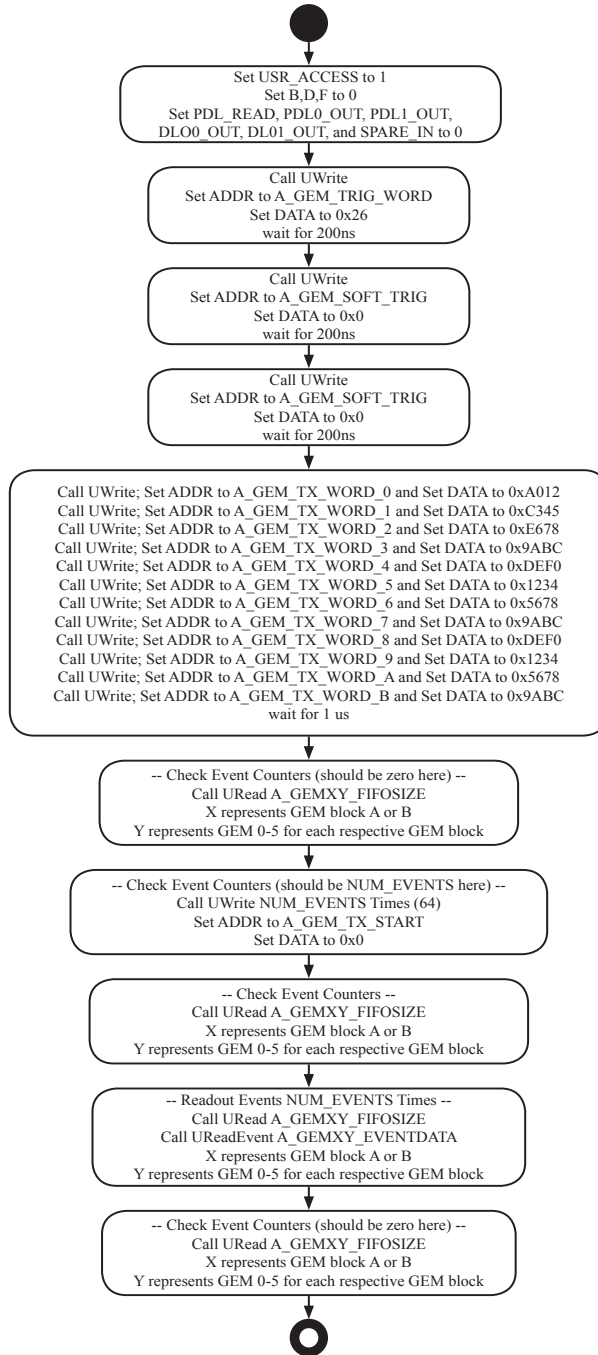 Set USR_ACCESS to 1
Set B,D,F to 0
Set PDL_READ, PDL0_OUT, PDL1_OUT,
DLO0_OUT, DL01_OUT, and SPARE_IN to 0
Call UWrite
Set ADDR to A_GEM_TRIG_WORD
Set DATA to 0x26
wait for 200ns
Call UWrite
Set ADDR to A_GEM_SOFT_TRIG
Set DATA to 0x0
wait for 200ns
Call UWrite
Set ADDR to A_GEM_SOFT_TRIG
Set DATA to 0x0
wait for 200ns
Call UWrite; Set ADDR to A_GEM_TX_WORD_0 and Set DATA to 0xA012
Call UWrite; Set ADDR to A_GEM_TX_WORD_1 and Set DATA to 0xC345
Call UWrite; Set ADDR to A_GEM_TX_WORD_2 and Set DATA to 0xE678
Call UWrite; Set ADDR to A_GEM_TX_WORD_3 and Set DATA to 0x9ABC
Call UWrite; Set ADDR to A_GEM_TX_WORD_4 and Set DATA to 0xDEF0
Call UWrite; Set ADDR to A_GEM_TX_WORD_5 and Set DATA to 0x1234
Call UWrite; Set ADDR to A_GEM_TX_WORD_6 and Set DATA to 0x5678
Call UWrite; Set ADDR to A_GEM_TX_WORD_7 and Set DATA to 0x9ABC
Call UWrite; Set ADDR to A_GEM_TX_WORD_8 and Set DATA to 0xDEF0
Call UWrite; Set ADDR to A_GEM_TX_WORD_9 and Set DATA to 0x1234
Call UWrite; Set ADDR to A_GEM_TX_WORD_A and Set DATA to 0x5678
Call UWrite; Set ADDR to A_GEM_TX_WORD_B and Set DATA to 0x9ABC
wait for 1 us
-- Check Event Counters (should be zero here) --
Call URead A_GEMXY_FIFOSIZE
X represents GEM block A or B
Y represents GEM 0-5 for each respective GEM block
-- Check Event Counters (should be NUM_EVENTS here) --
Call UWrite NUM_EVENTS Times (64)
Set ADDR to A_GEM_TX_START
Set DATA to 0x0
-- Check Event Counters --
Call URead A_GEMXY_FIFOSIZE
X represents GEM block A or B
Y represents GEM 0-5 for each respective GEM block
-- Readout Events NUM_EVENTS Times --
Call URead A_GEMXY_FIFOSIZE
Call UReadEvent A_GEMXY_EVENTDATA
X represents GEM block A or B
Y represents GEM 0-5 for each respective GEM block
-- Check Event Counters (should be zero here) --
Call URead A_GEMXY_FIFOSIZE
X represents GEM block A or B
Y represents GEM 0-5 for each respective GEM block